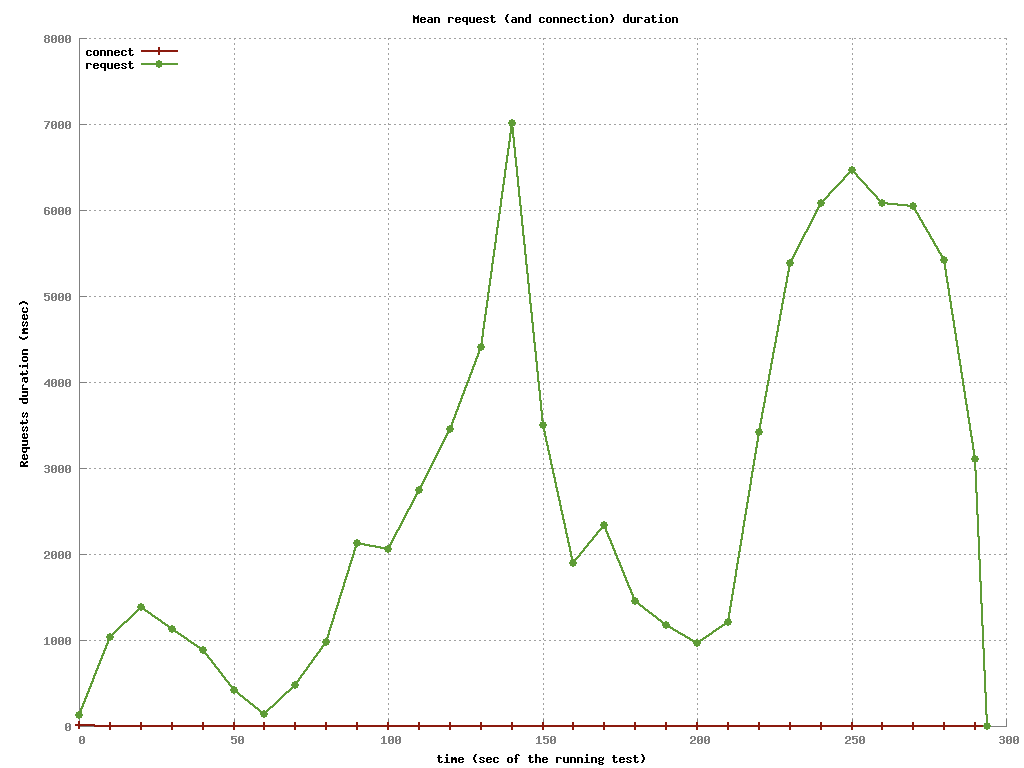 Mean request (and connection) duration
8000
connect
request
7000
6000
5000
4000
3000
2000
1000
0
Requests duration (msec)
0 50 100 150 200 250 300
time (sec of the running test)